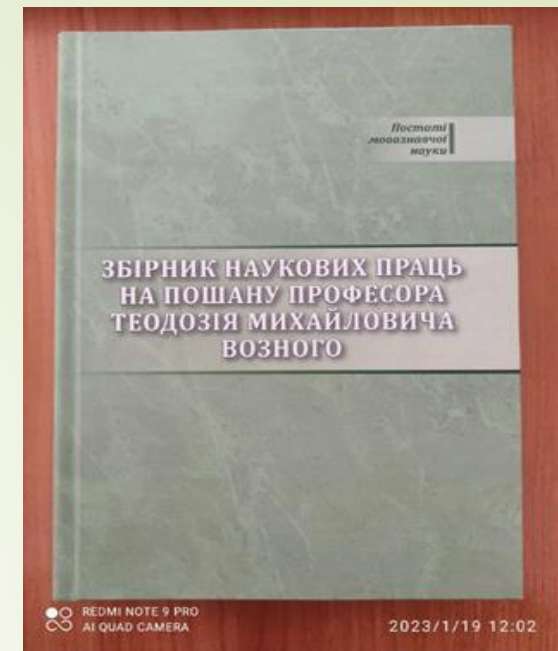 Постаті
мовознавчої
науки
ЗБІРНИК НАУКОВИХ ПРАЦЬ
НА ПОШАНУ ПРОФЕСОРА
ТЕОДОЗІЯ МИХАЙЛОВИЧА
ВОЗНОГО
REDMI NOTE 9 PRO
AI QUAD CAMERA
2023/1/19 12:02